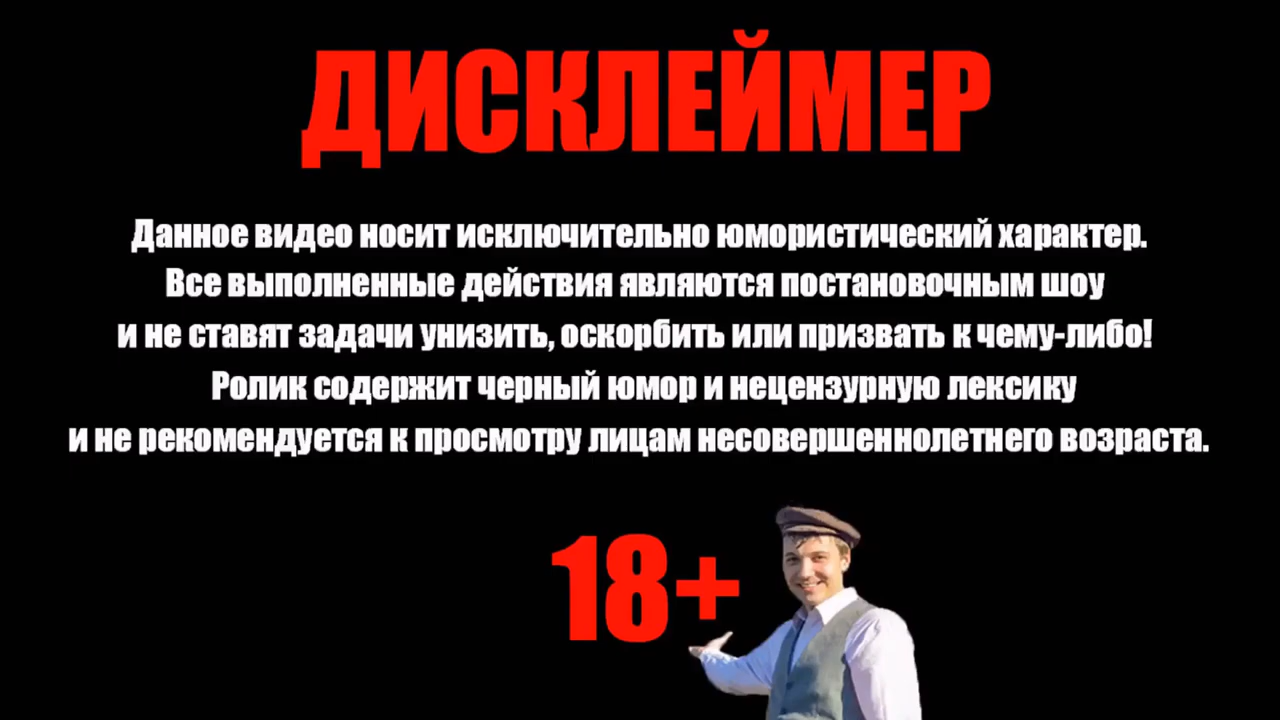 ДИСКЛЕЙМЕР
Данное видео носит исключительно юмористический характер.
Все выполненные действия являются постановочным шоу
и не ставят задачи унизить, оскорбить или призвать к чему-либо!
Ролик содержит черный юмор и нецензурную лексику
и не рекомендуется к просмотру лицам несовершеннолетнего возраста.
18+